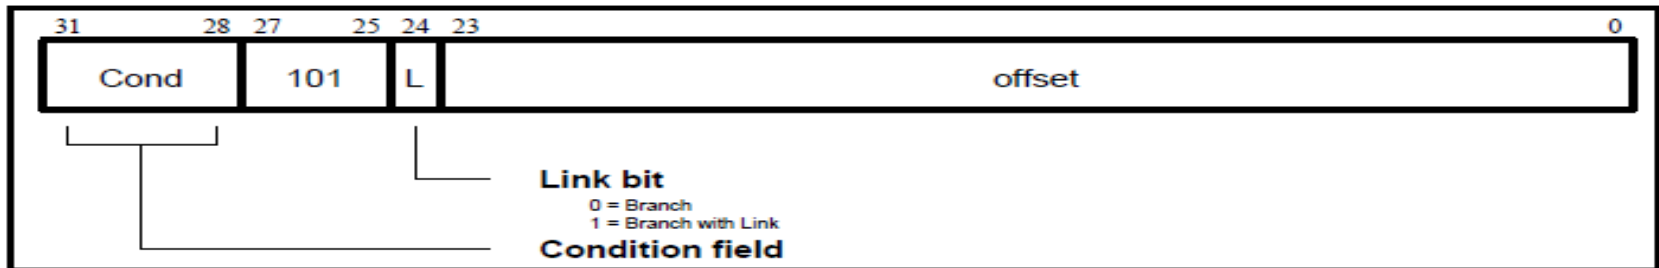 31 28 27 25 24 23 0
Cond 101 L offset
Link bit
0 = Branch
1 = Branch with Link
Condition field